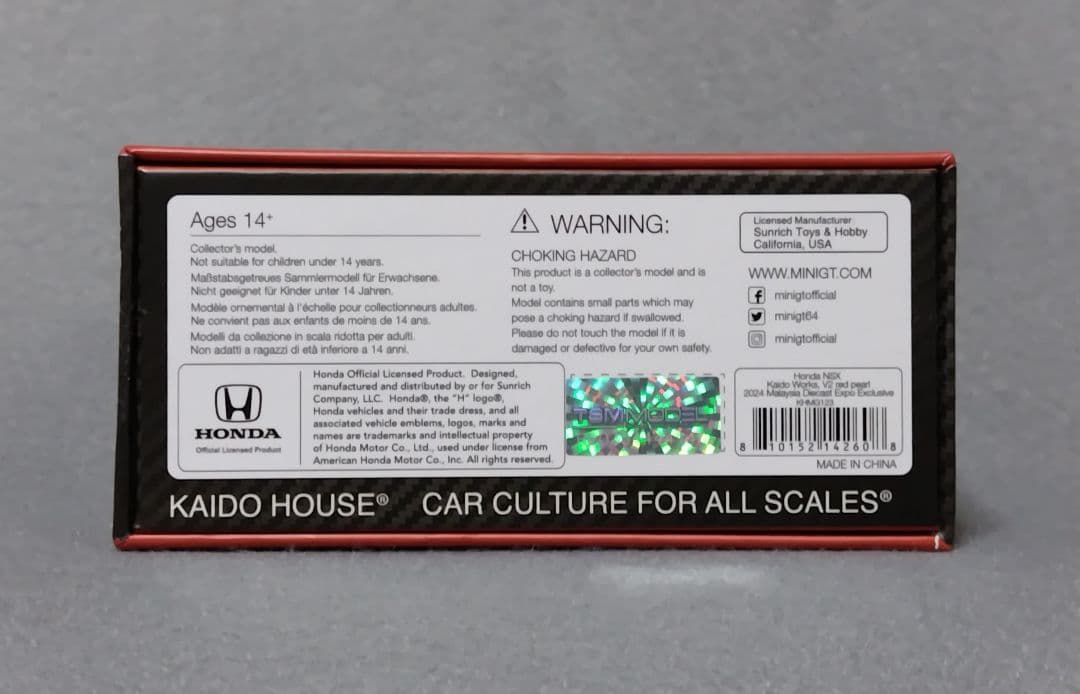 Ages 14+
Collector's model.
Not suitable for children under 14 years.
Maßstabsgetreues Sammlermodell für Erwachsene.
Nicht geeignet für Kinder unter 14 Jahren.
Modèle ornemental à l'échelle pour collectionneurs adultes.
Ne convient pas aux enfants de moins de 14 ans.
Modelli da collezione in scala ridotta per adulti.
Non adatti a ragazzi di età inferiore a 14 anni.
WARNING:
CHOKING HAZARD
This product is a collector's model and is
not a toy.
Model contains small parts which may
pose a choking hazard if swallowed.
Please do not touch the model if it is
damaged or defective for your own safety.
Licensed Manufacturer
Sunrich Toys & Hobby
California, USA
WWW.MINIGT.COM
minigtofficial
minigt64
minigtofficial
HONDA
Official Licensed Product
Honda Official Licensed Product. Designed,
manufactured and distributed by or for Sunrich
Company, LLC. Honda®, the "H" logo®,
Honda vehicles and their trade dress, and all
associated vehicle emblems, logos, marks and
names are trademarks and intellectual property
of Honda Motor Co., Ltd., used under license from
American Honda Motor Co., Inc. All rights reserved.
TSM MODEL
Honda NSX
Kaido Works, V2 red pearl
2024 Malaysia Diecast Expo Exclusive
KHMG123
8 10152 14260 8
MADE IN CHINA
KAIDO HOUSE® CAR CULTURE FOR ALL SCALES®